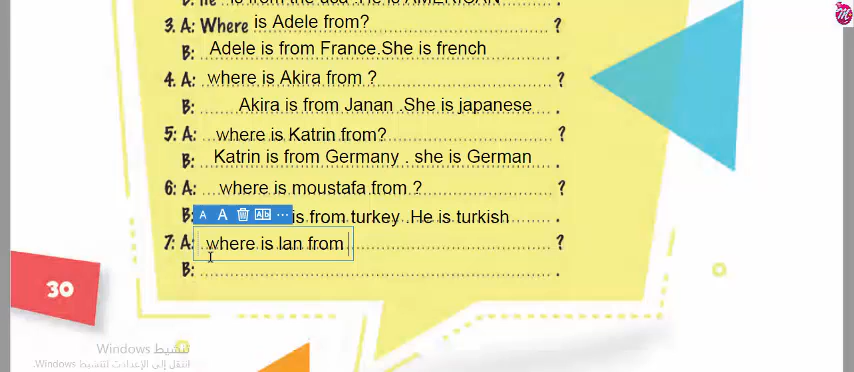 is from the usa He is AMERICAN
3. A: Where is Adele from? ?
B: Adele is from France.She is french .
4. A: where is Akira from ? ?
B: Akira is from Janan .She is japanese .
5: A: where is Katrin from? ?
B: Katrin is from Germany . she is German .
6: A: where is moustafa from ? ?
B: is from turkey .He is turkish .
7: A: where is Ian from ?
B: .
30
تنشيط Windows
انتقل إلى الإعدادات لتنشيط Windows.